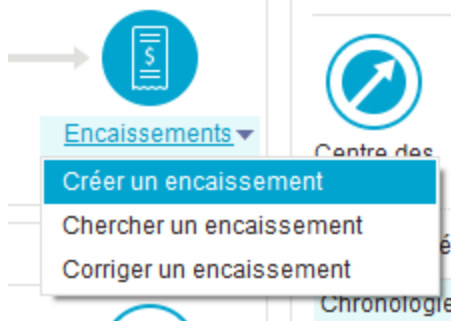 $
Encaissements
Créer un encaissement
Chercher un encaissement
Corriger un encaissement
Centre des
Chronologie